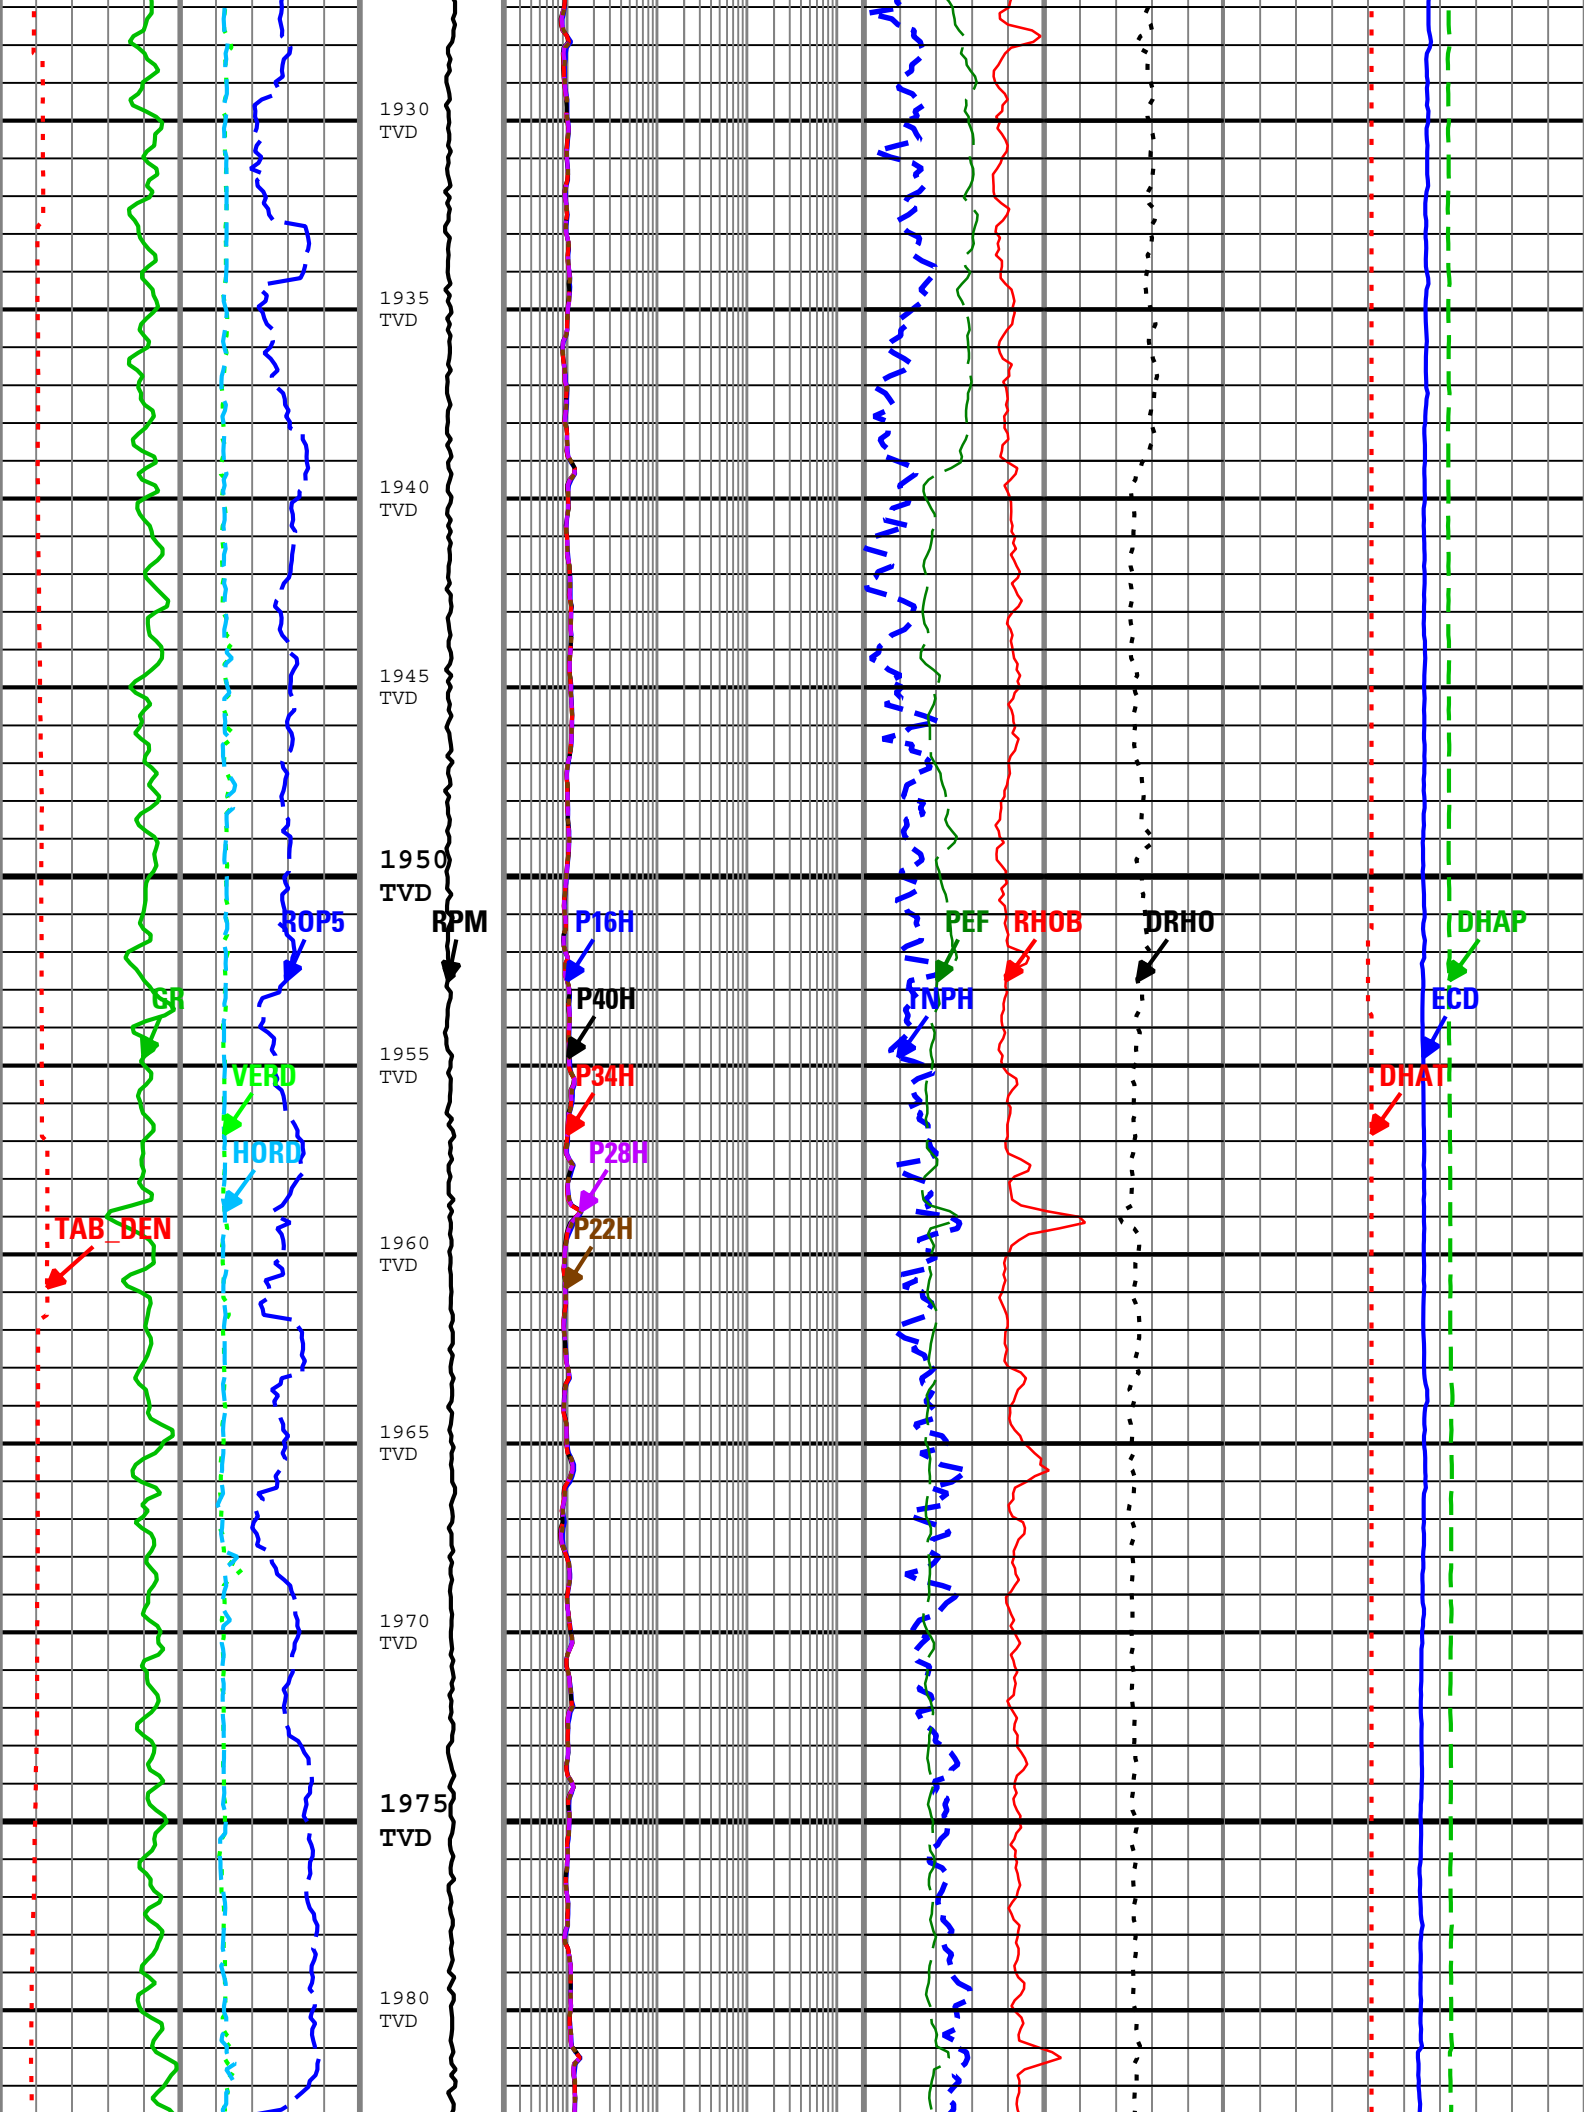 1930
TVD
1935
TVD
1940
TVD
1945
TVD
1950
TVD
ROP5 RPM P16H PEF RHOB DRHO DHAP
GR P40H TNPH ECD
1955
TVD
VERD P34H DHAT
HORD P28H
TAB_DEN P22H
1960
TVD
1965
TVD
1970
TVD
1975
TVD
1980
TVD